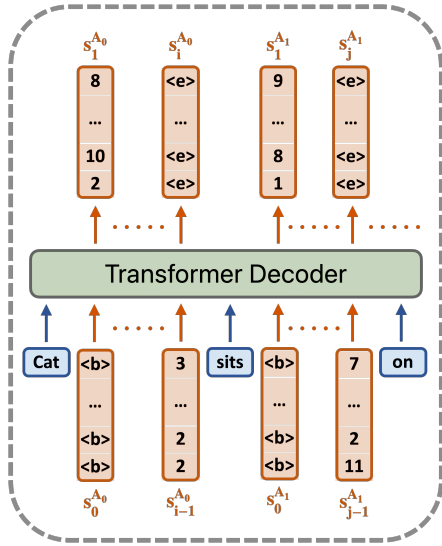 s_1^{A_0} s_i^{A_0} s_1^{A_1} s_j^{A_1}
8 <e> 9 <e>
... ... ... ...
10 <e> 8 <e>
2 <e> 1 <e>
Transformer Decoder
Cat <b> 3 sits <b> 7 on
... ... ... ...
<b> 2 <b> 2
<b> 2 <b> 11
s_0^{A_0} s_{i-1}^{A_0} s_0^{A_1} s_{j-1}^{A_1}